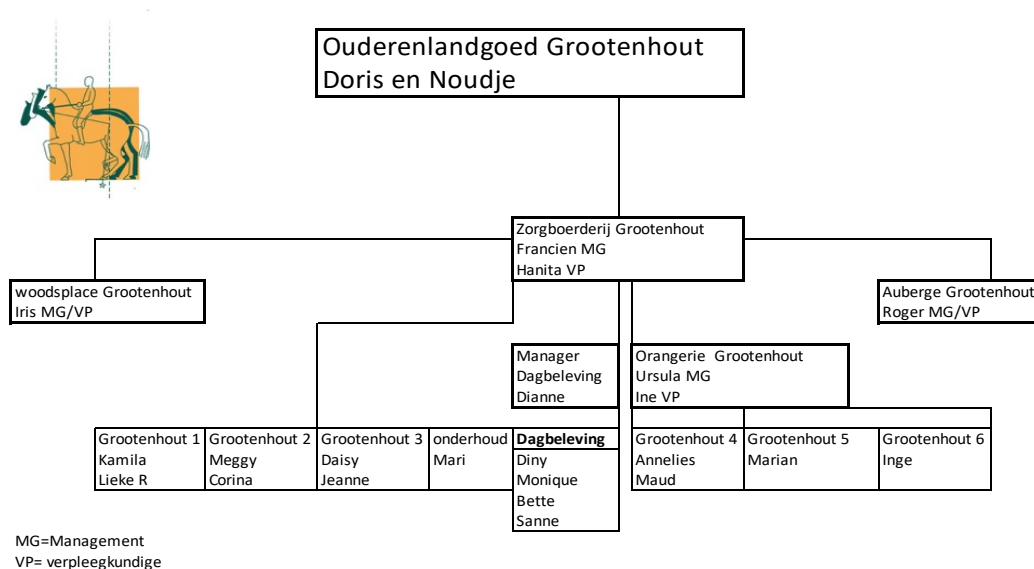 Ouderenlandgoed Grootenhout
Doris en Noudje
Zorgboerderij Grootenhout
Francien MG
Hanita VP
woodsplace Grootenhout
Iris MG/VP
Auberge Grootenhout
Roger MG/VP
Manager
Dagbeleving
Dianne
Orangerie Grootenhout
Ursula MG
Ine VP
Grootenhout 1
Kamila
Lieke R
Grootenhout 2
Meggy
Corina
Grootenhout 3
Daisy
Jeanne
onderhoud
Mari
Dagbeleving
Diny
Monique
Bette
Sanne
Grootenhout 4
Annelies
Maud
Grootenhout 5
Marian
Grootenhout 6
Inge
MG=Management
VP= verpleegkundige